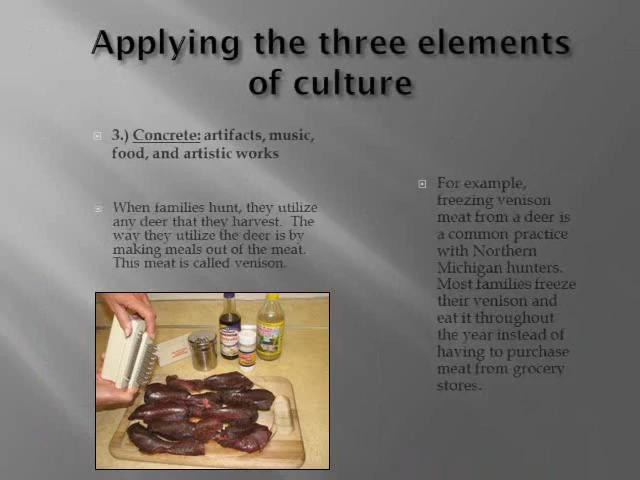 Applying the three elements
of culture
3.) Concrete: artifacts, music,
food, and artistic works
When families hunt, they utilize
any deer that they harvest. The
way they utilize the deer is by
making meals out of the meat.
This meat is called venison.
For example,
freezing venison
meat from a deer is
a common practice
with Northern
Michigan hunters.
Most families freeze
their venison and
eat it throughout
the year instead of
having to purchase
meat from grocery
stores.